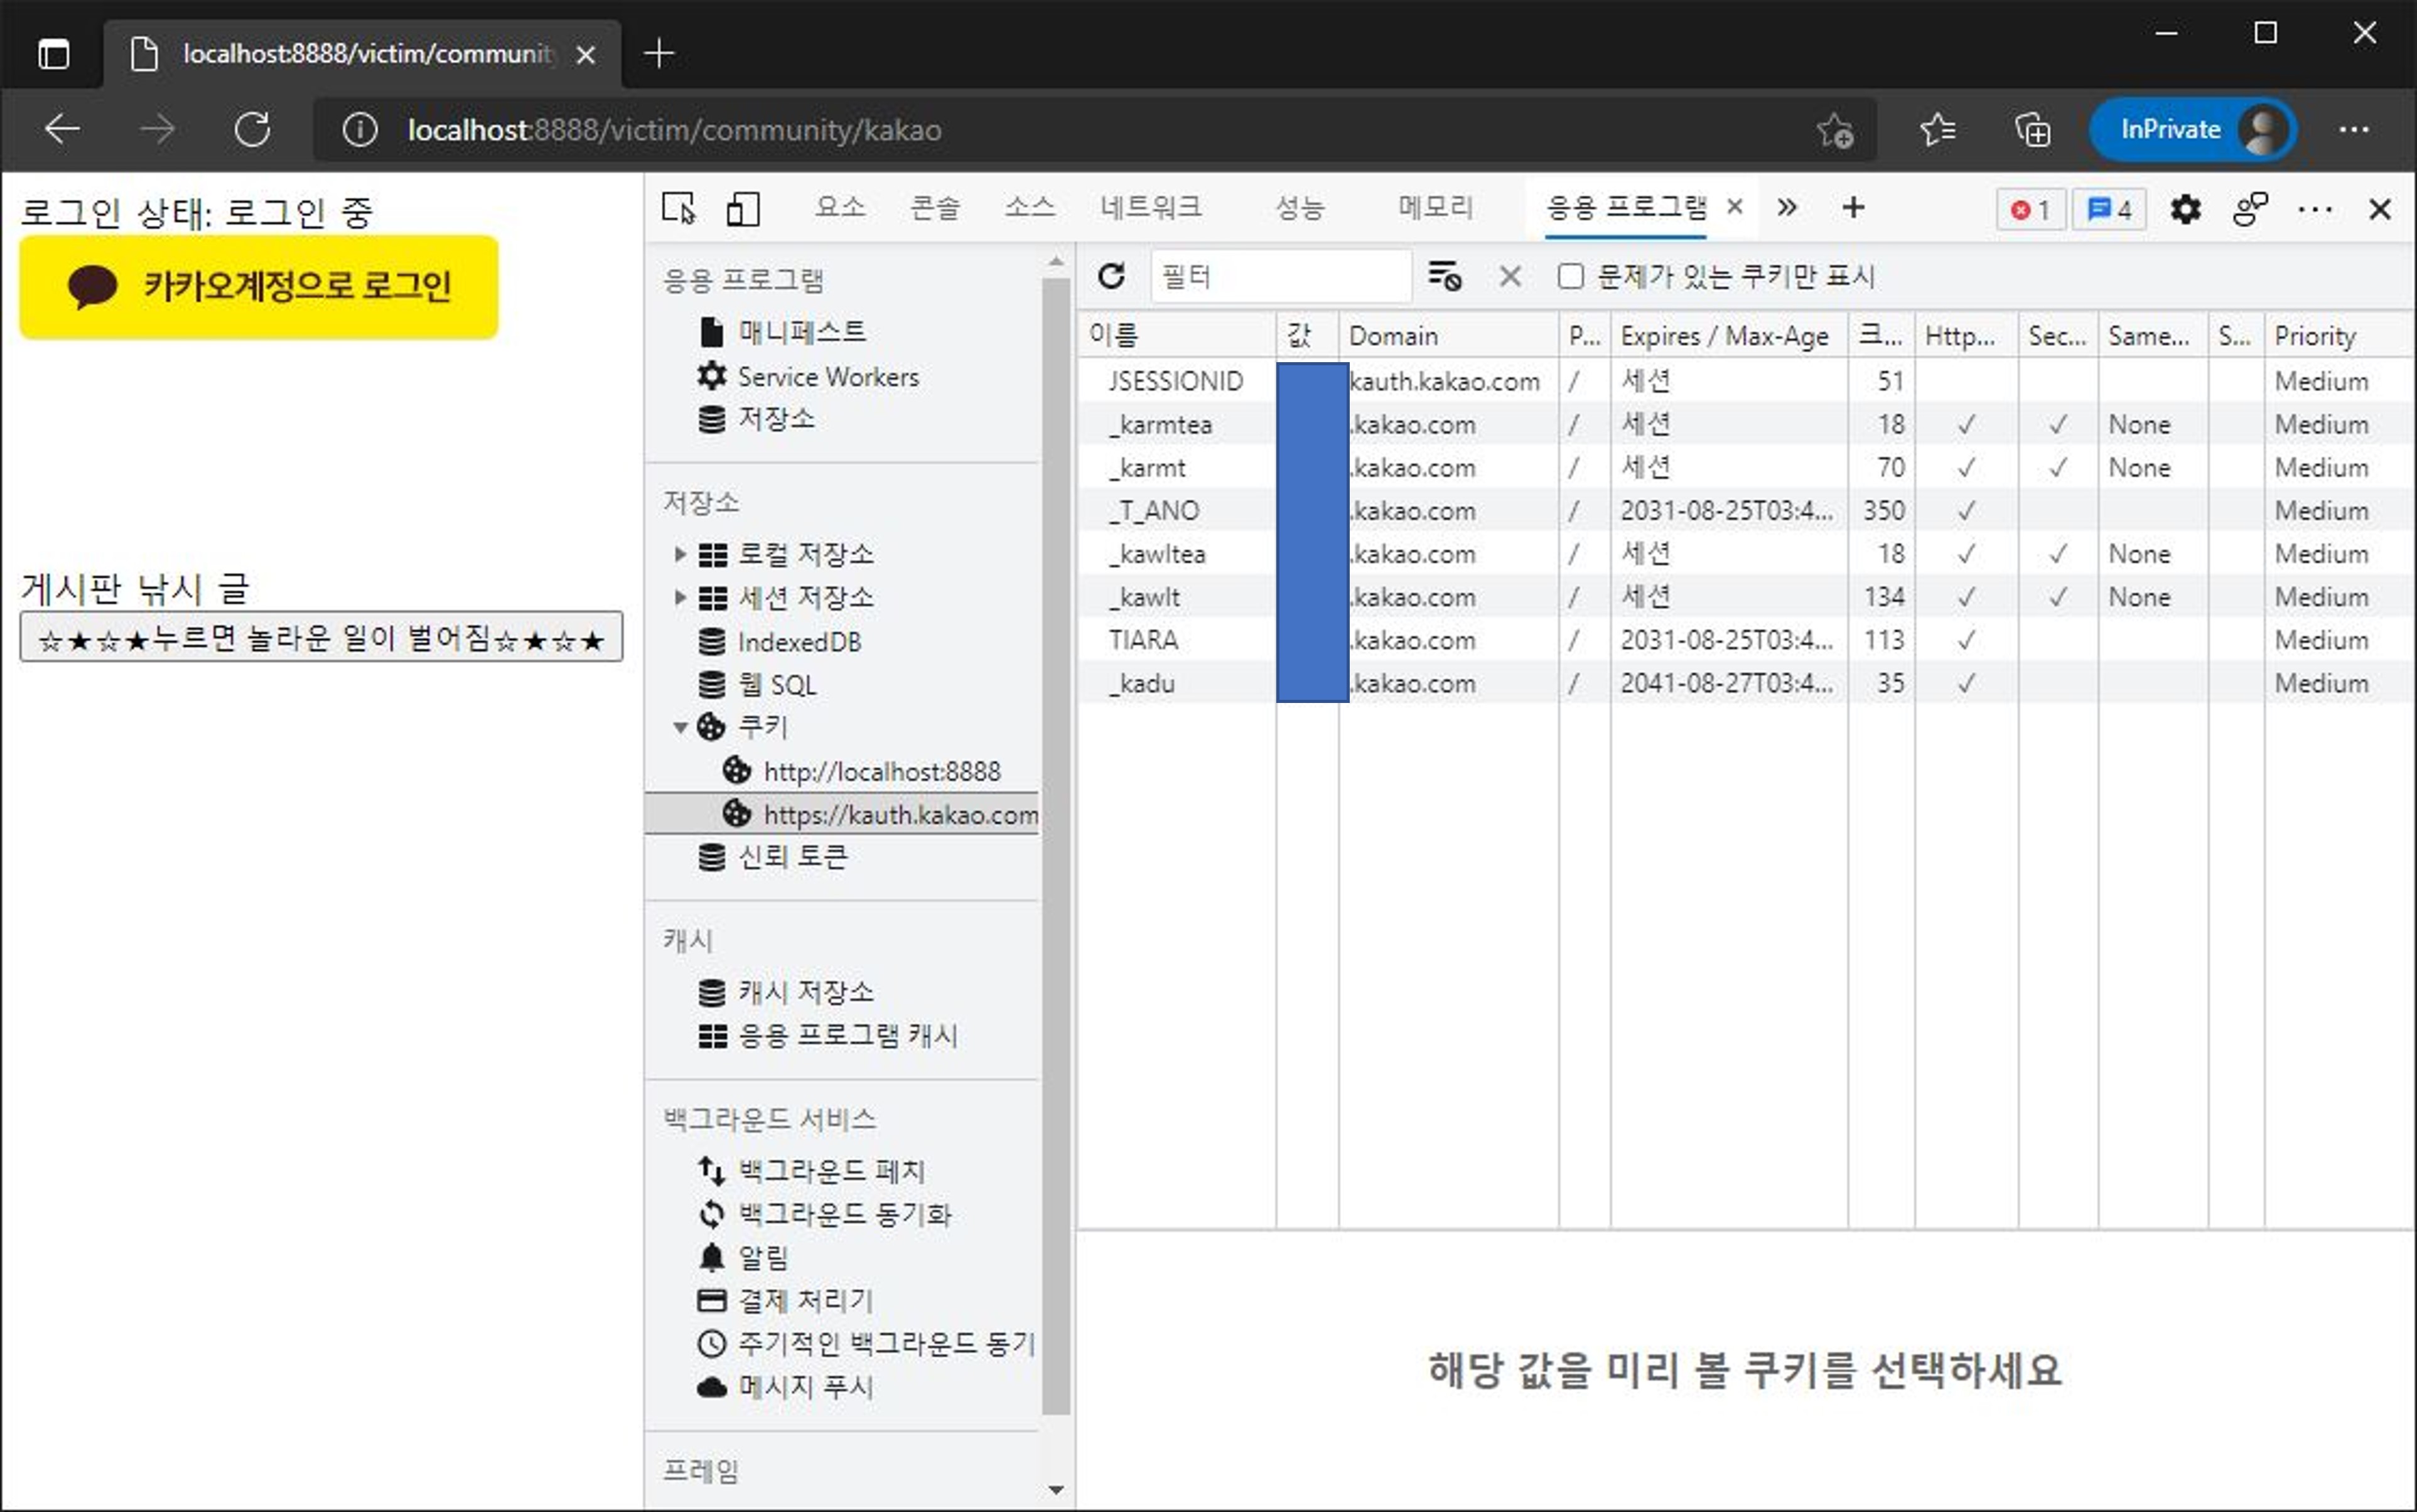 localhost:8888/victim/communit
localhost:8888/victim/community/kakao
InPrivate
로그인 상태: 로그인 중
카카오계정으로 로그인
게시판 낚시 글
☆★☆★누르면 놀라운 일이 벌어짐☆★☆★
요소 콘솔 소스 네트워크 성능 메모리 응용 프로그램 1 4
응용 프로그램
매니페스트
Service Workers
저장소
저장소
로컬 저장소
세션 저장소
IndexedDB
웹 SQL
쿠키
http://localhost:8888
https://kauth.kakao.com
신뢰 토큰
캐시
캐시 저장소
응용 프로그램 캐시
백그라운드 서비스
백그라운드 페치
백그라운드 동기화
알림
결제 처리기
주기적인 백그라운드 동기
메시지 푸시
프레임
필터 문제가 있는 쿠키만 표시
이름 값 Domain P... Expires / Max-Age 크... Http... Sec... Same... S... Priority
JSESSIONID kauth.kakao.com / 세션 51 Medium
_karmtea .kakao.com / 세션 18 ✓ ✓ None Medium
_karmt .kakao.com / 세션 70 ✓ ✓ None Medium
_T_ANO .kakao.com / 2031-08-25T03:4... 350 ✓ Medium
_kawltea .kakao.com / 세션 18 ✓ ✓ None Medium
_kawlt .kakao.com / 세션 134 ✓ ✓ None Medium
TIARA .kakao.com / 2031-08-25T03:4... 113 ✓ Medium
_kadu .kakao.com / 2041-08-27T03:4... 35 ✓ Medium
해당 값을 미리 볼 쿠키를 선택하세요